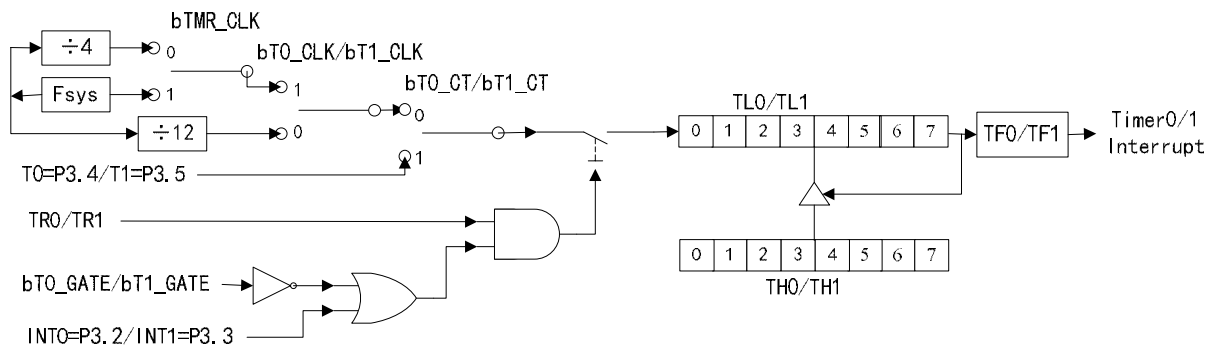 bTMR_CLK
÷4
0
bT0_CLK/bT1_CLK
Fsys
1
1
bT0_CT/bT1_CT
0
÷12
0
1
T0=P3.4/T1=P3.5
TL0/TL1
0 1 2 3 4 5 6 7
TF0/TF1
Timer0/1
Interrupt
TR0/TR1
0 1 2 3 4 5 6 7
TH0/TH1
bT0_GATE/bT1_GATE
INT0=P3.2/INT1=P3.3